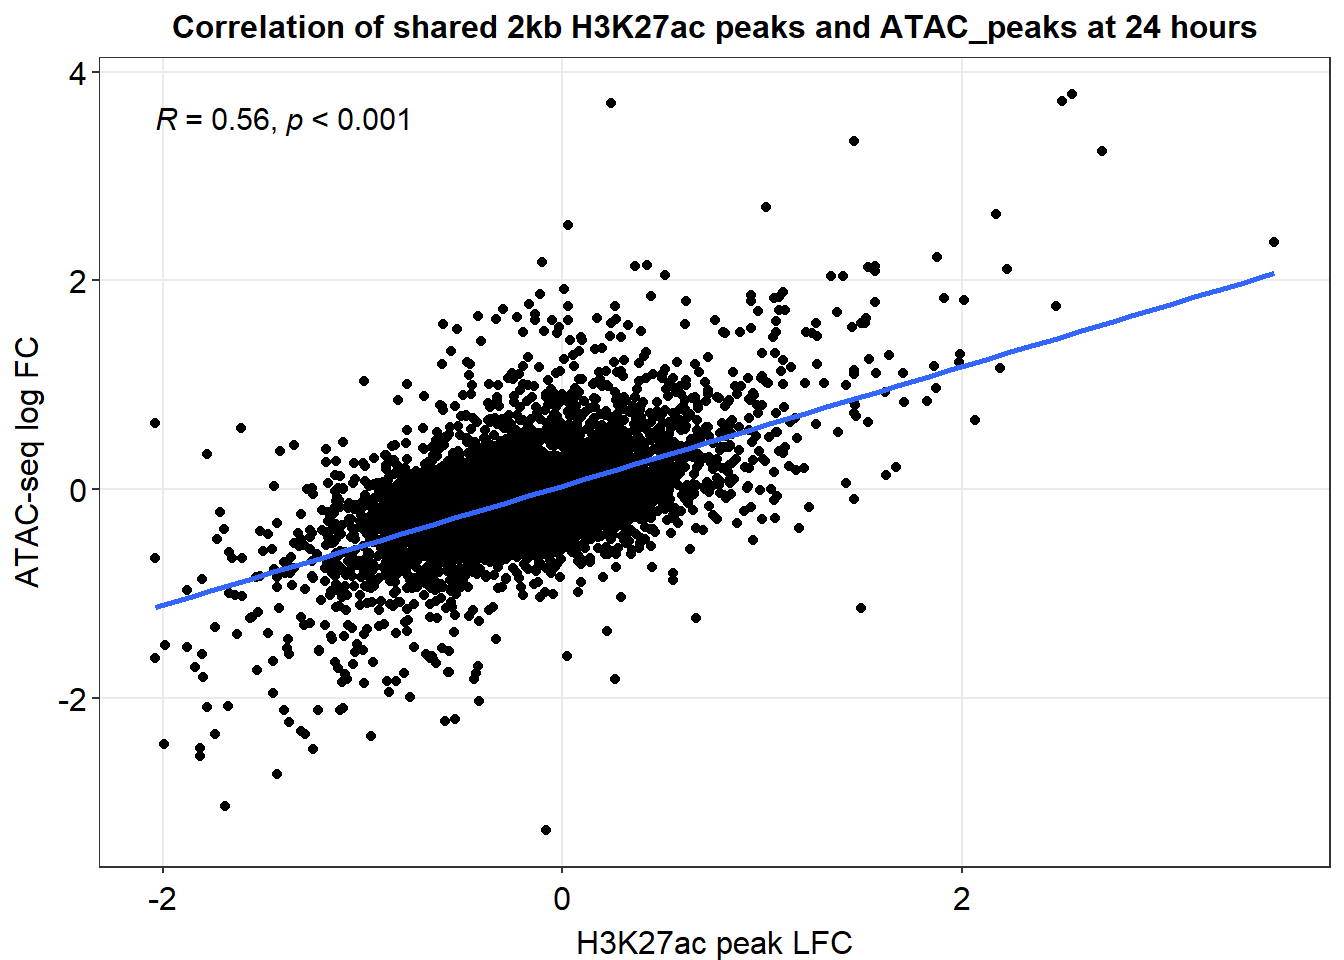 Correlation of shared 2kb H3K27ac peaks and ATAC_peaks at 24 hours
R = 0.56, p < 0.001
ATAC-seq log FC
4
2
0
-2
-2 0 2
H3K27ac peak LFC